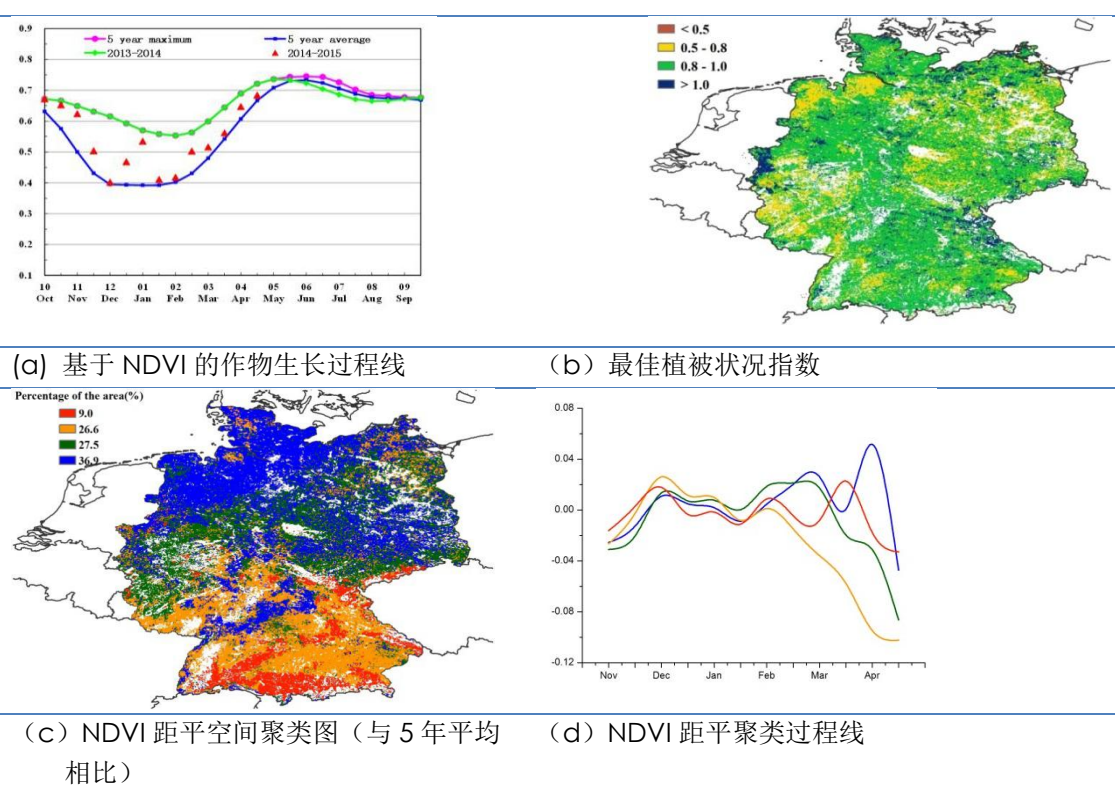 0.9
0.8
0.7
0.6
0.5
0.4
0.3
0.2
0.1
5 year maximum
5 year average
2013-2014
2014-2015
10 11 12 01 02 03 04 05 06 07 08 09
Oct Nov Dec Jan Feb Mar Apr May Jun Jul Aug Sep
< 0.5
0.5 - 0.8
0.8 - 1.0
> 1.0
(a) 基于 NDVI 的作物生长过程线
（b）最佳植被状况指数
Percentage of the area(%)
9.0
26.6
27.5
36.9
0.08
0.04
0.00
-0.04
-0.08
-0.12
Nov Dec Jan Feb Mar Apr
（c）NDVI 距平空间聚类图（与 5 年平均
相比）
（d）NDVI 距平聚类过程线